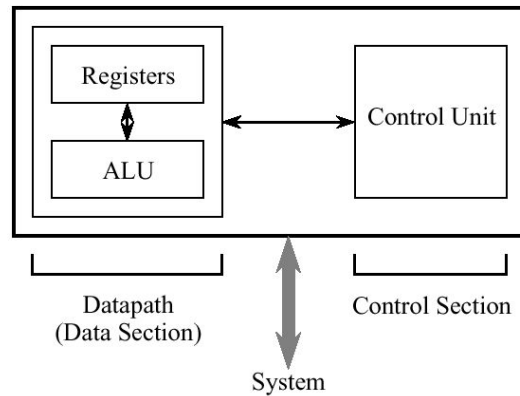 Registers
ALU
Control Unit
Datapath
(Data Section)
Control Section
System